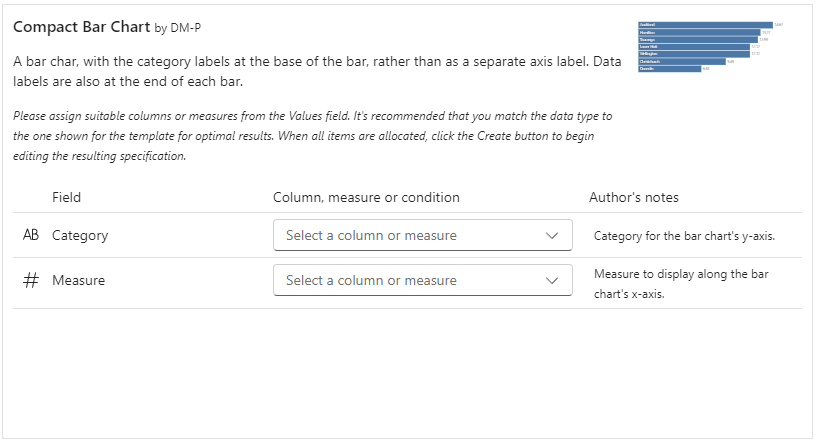 Compact Bar Chart by DM-P
A bar char, with the category labels at the base of the bar, rather than as a separate axis label. Data
labels are also at the end of each bar.
Please assign suitable columns or measures from the Values field. It's recommended that you match the data type to
the one shown for the template for optimal results. When all items are allocated, click the Create button to begin
editing the resulting specification.
Field Column, measure or condition Author's notes
AB Category Select a column or measure Category for the bar chart's y-axis.
# Measure Select a column or measure Measure to display along the bar
chart's x-axis.